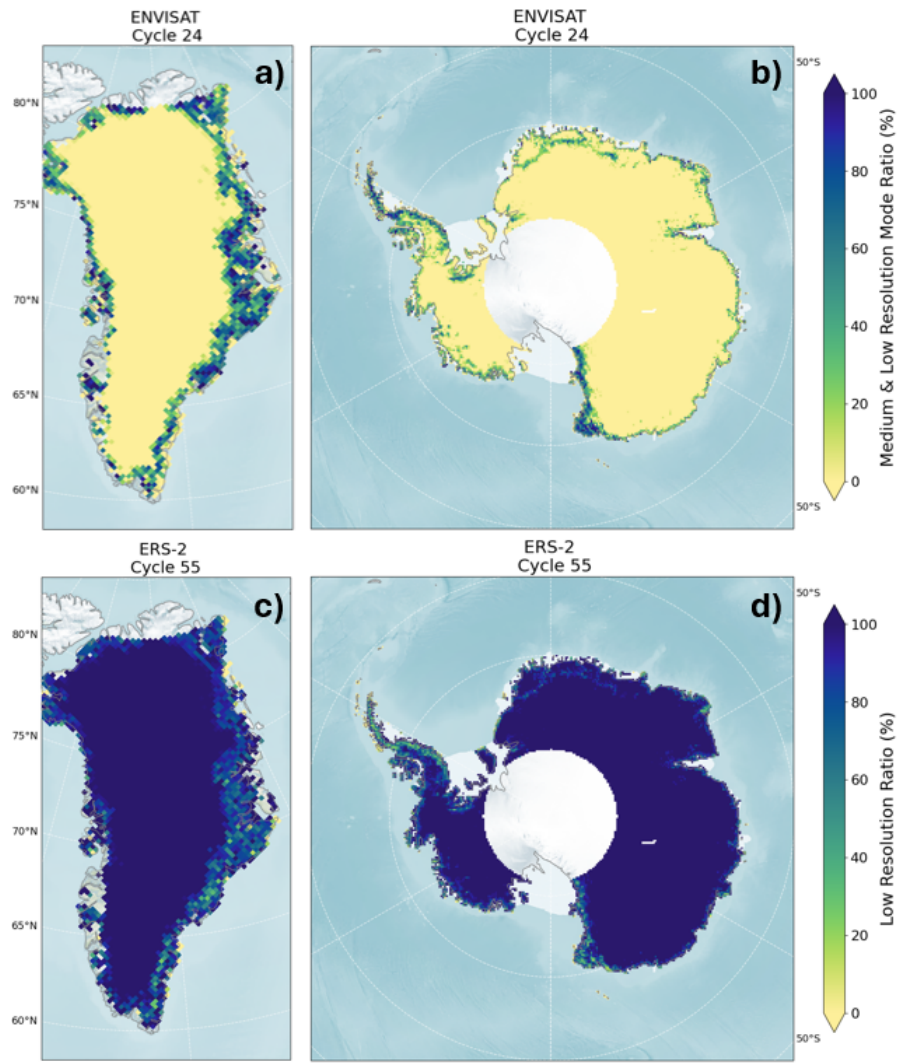 ENVISAT
Cycle 24
ENVISAT
Cycle 24
a)
b)
80°N
75°N
70°N
65°N
60°N
50°S
50°S
100
80
60
40
20
0
Medium & Low Resolution Mode Ratio (%)
ERS-2
Cycle 55
ERS-2
Cycle 55
c)
d)
80°N
75°N
70°N
65°N
60°N
50°S
50°S
100
80
60
40
20
0
Low Resolution Ratio (%)